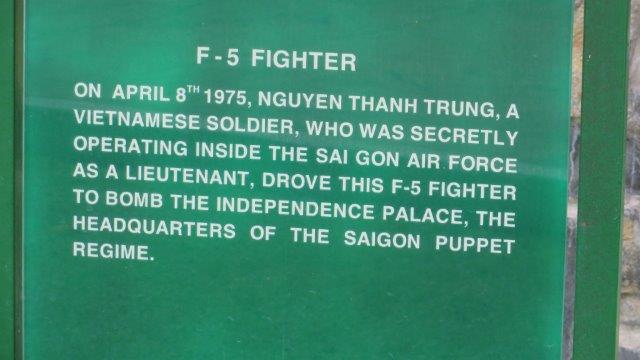 F-5 FIGHTER
ON APRIL 8TH 1975, NGUYEN THANH TRUNG, A
VIETNAMESE SOLDIER, WHO WAS SECRETLY
OPERATING INSIDE THE SAI GON AIR FORCE
AS A LIEUTENANT, DROVE THIS F-5 FIGHTER
TO BOMB THE INDEPENDENCE PALACE, THE
HEADQUARTERS OF THE SAIGON PUPPET
REGIME.